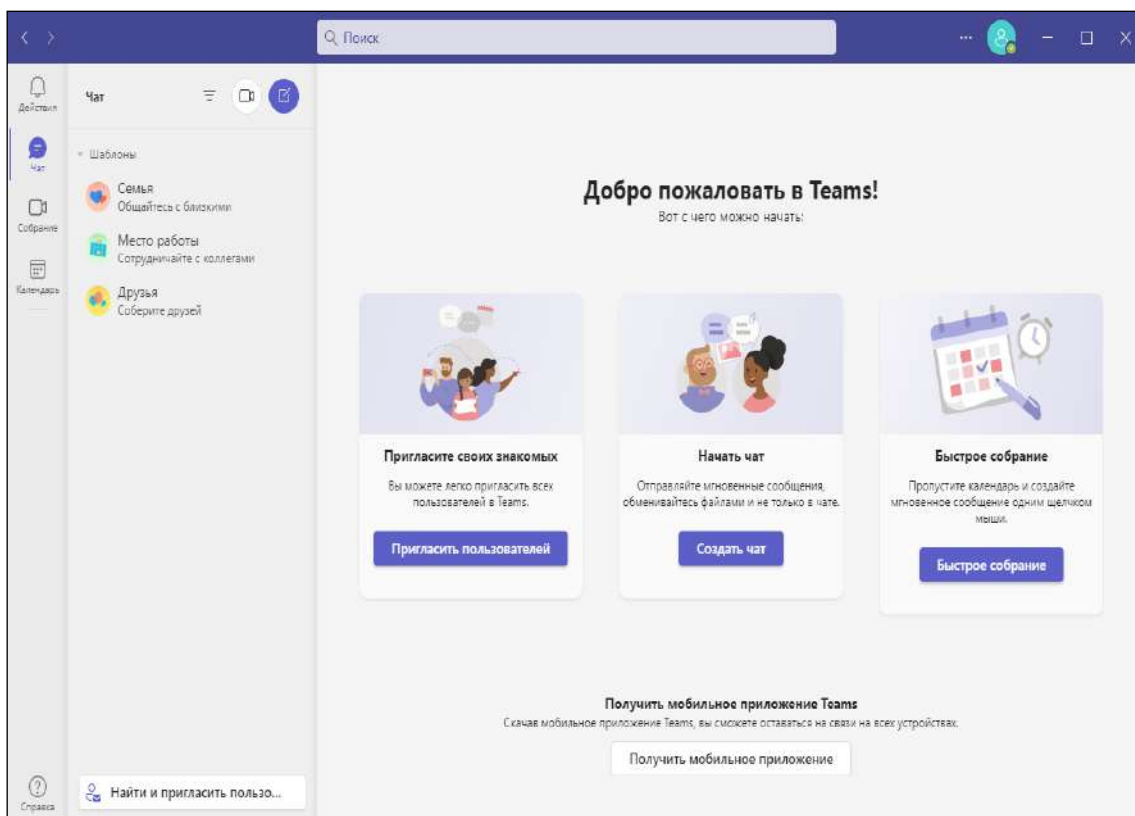 Поиск
Действия
Чат
Собрание
Календарь
Справка
Чат
Шаблоны
Семья
Общайтесь с близкими
Место работы
Сотрудничайте с коллегами
Друзья
Соберите друзей
Найти и пригласить пользо...
Добро пожаловать в Teams!
Вот с чего можно начать:
Пригласите своих знакомых
Вы можете легко пригласить всех
пользователей в Teams.
Пригласить пользователей
Начать чат
Отправляйте мгновенные сообщения,
обменивайтесь файлами и не только в чате.
Создать чат
Быстрое собрание
Пропустите календарь и создайте
мгновенное сообщение одним щелчком
мыши.
Быстрое собрание
Получить мобильное приложение Teams
Скачав мобильное приложение Teams, вы сможете оставаться на связи на всех устройствах.
Получить мобильное приложение